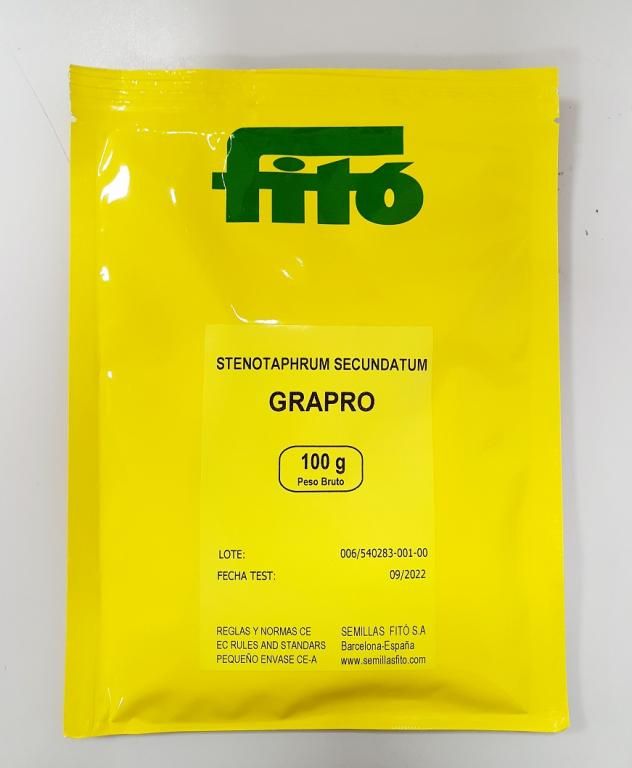 fitó
STENOTAPHRUM SECUNDATUM
GRAPRO
100 g
Peso Bruto
LOTE: 006/540283-001-00
FECHA TEST: 09/2022
REGLAS Y NORMAS CE SEMILLAS FITÓ S.A
EC RULES AND STANDARS Barcelona-España
PEQUEÑO ENVASE CE-A www.semillasfito.com